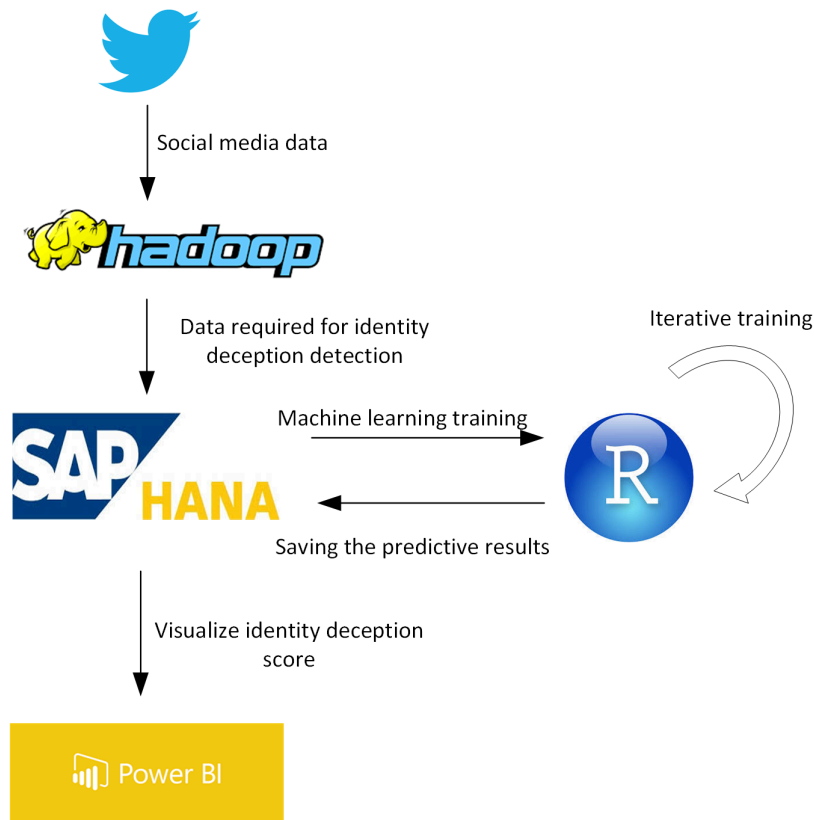 Social media data
hadoop
Data required for identity
deception detection
Iterative training
Machine learning training
SAP
HANA
R
Saving the predictive results
Visualize identity deception
score
Power BI